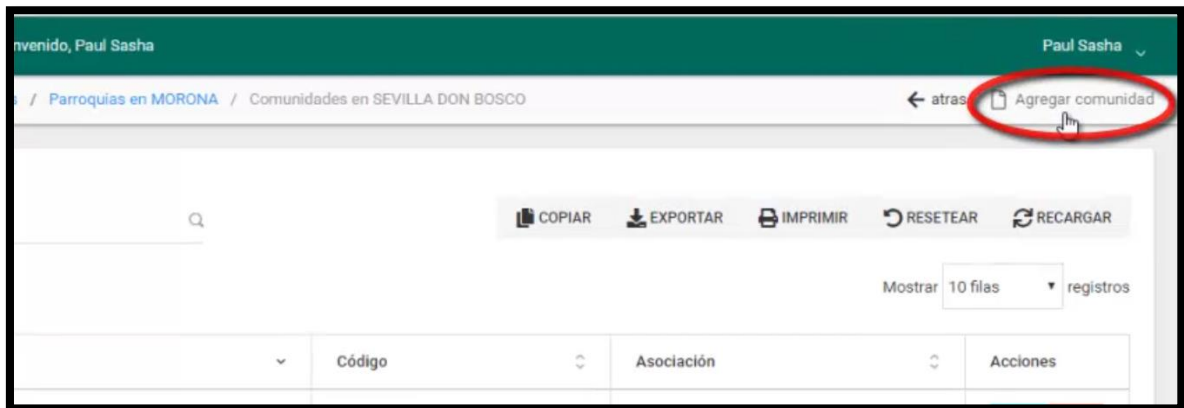 nvenido, Paul Sasha Paul Sasha
s / Parroquias en MORONA / Comunidades en SEVILLA DON BOSCO atras Agregar comunidad
COPIAR EXPORTAR IMPRIMIR RESETEAR RECARGAR
Mostrar 10 filas registros
Código Asociación Acciones